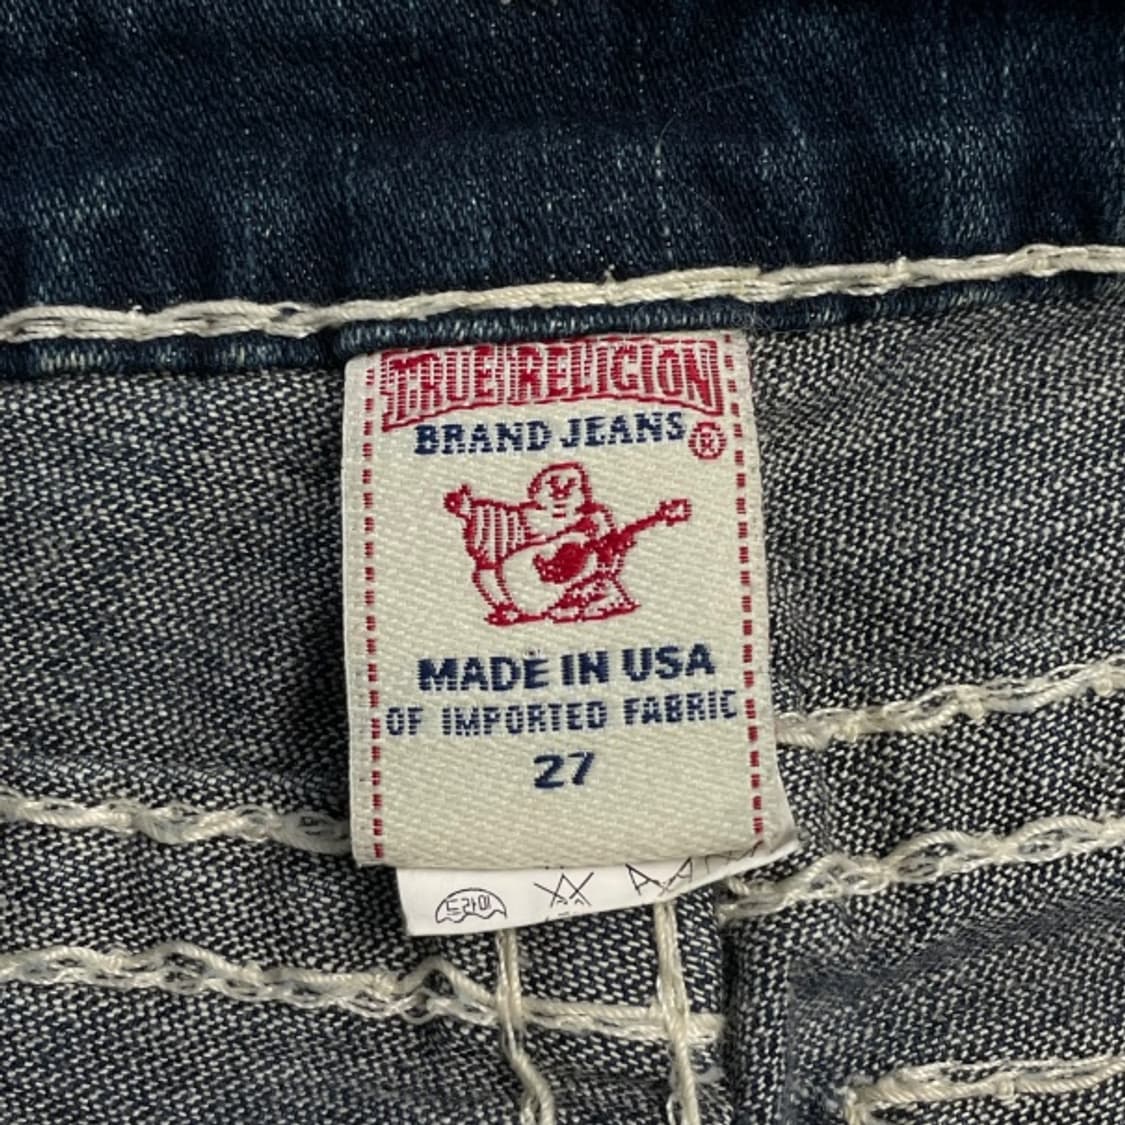 TRUE RELIGION
BRAND JEANS®
MADE IN USA
OF IMPORTED FABRIC
27
드라이